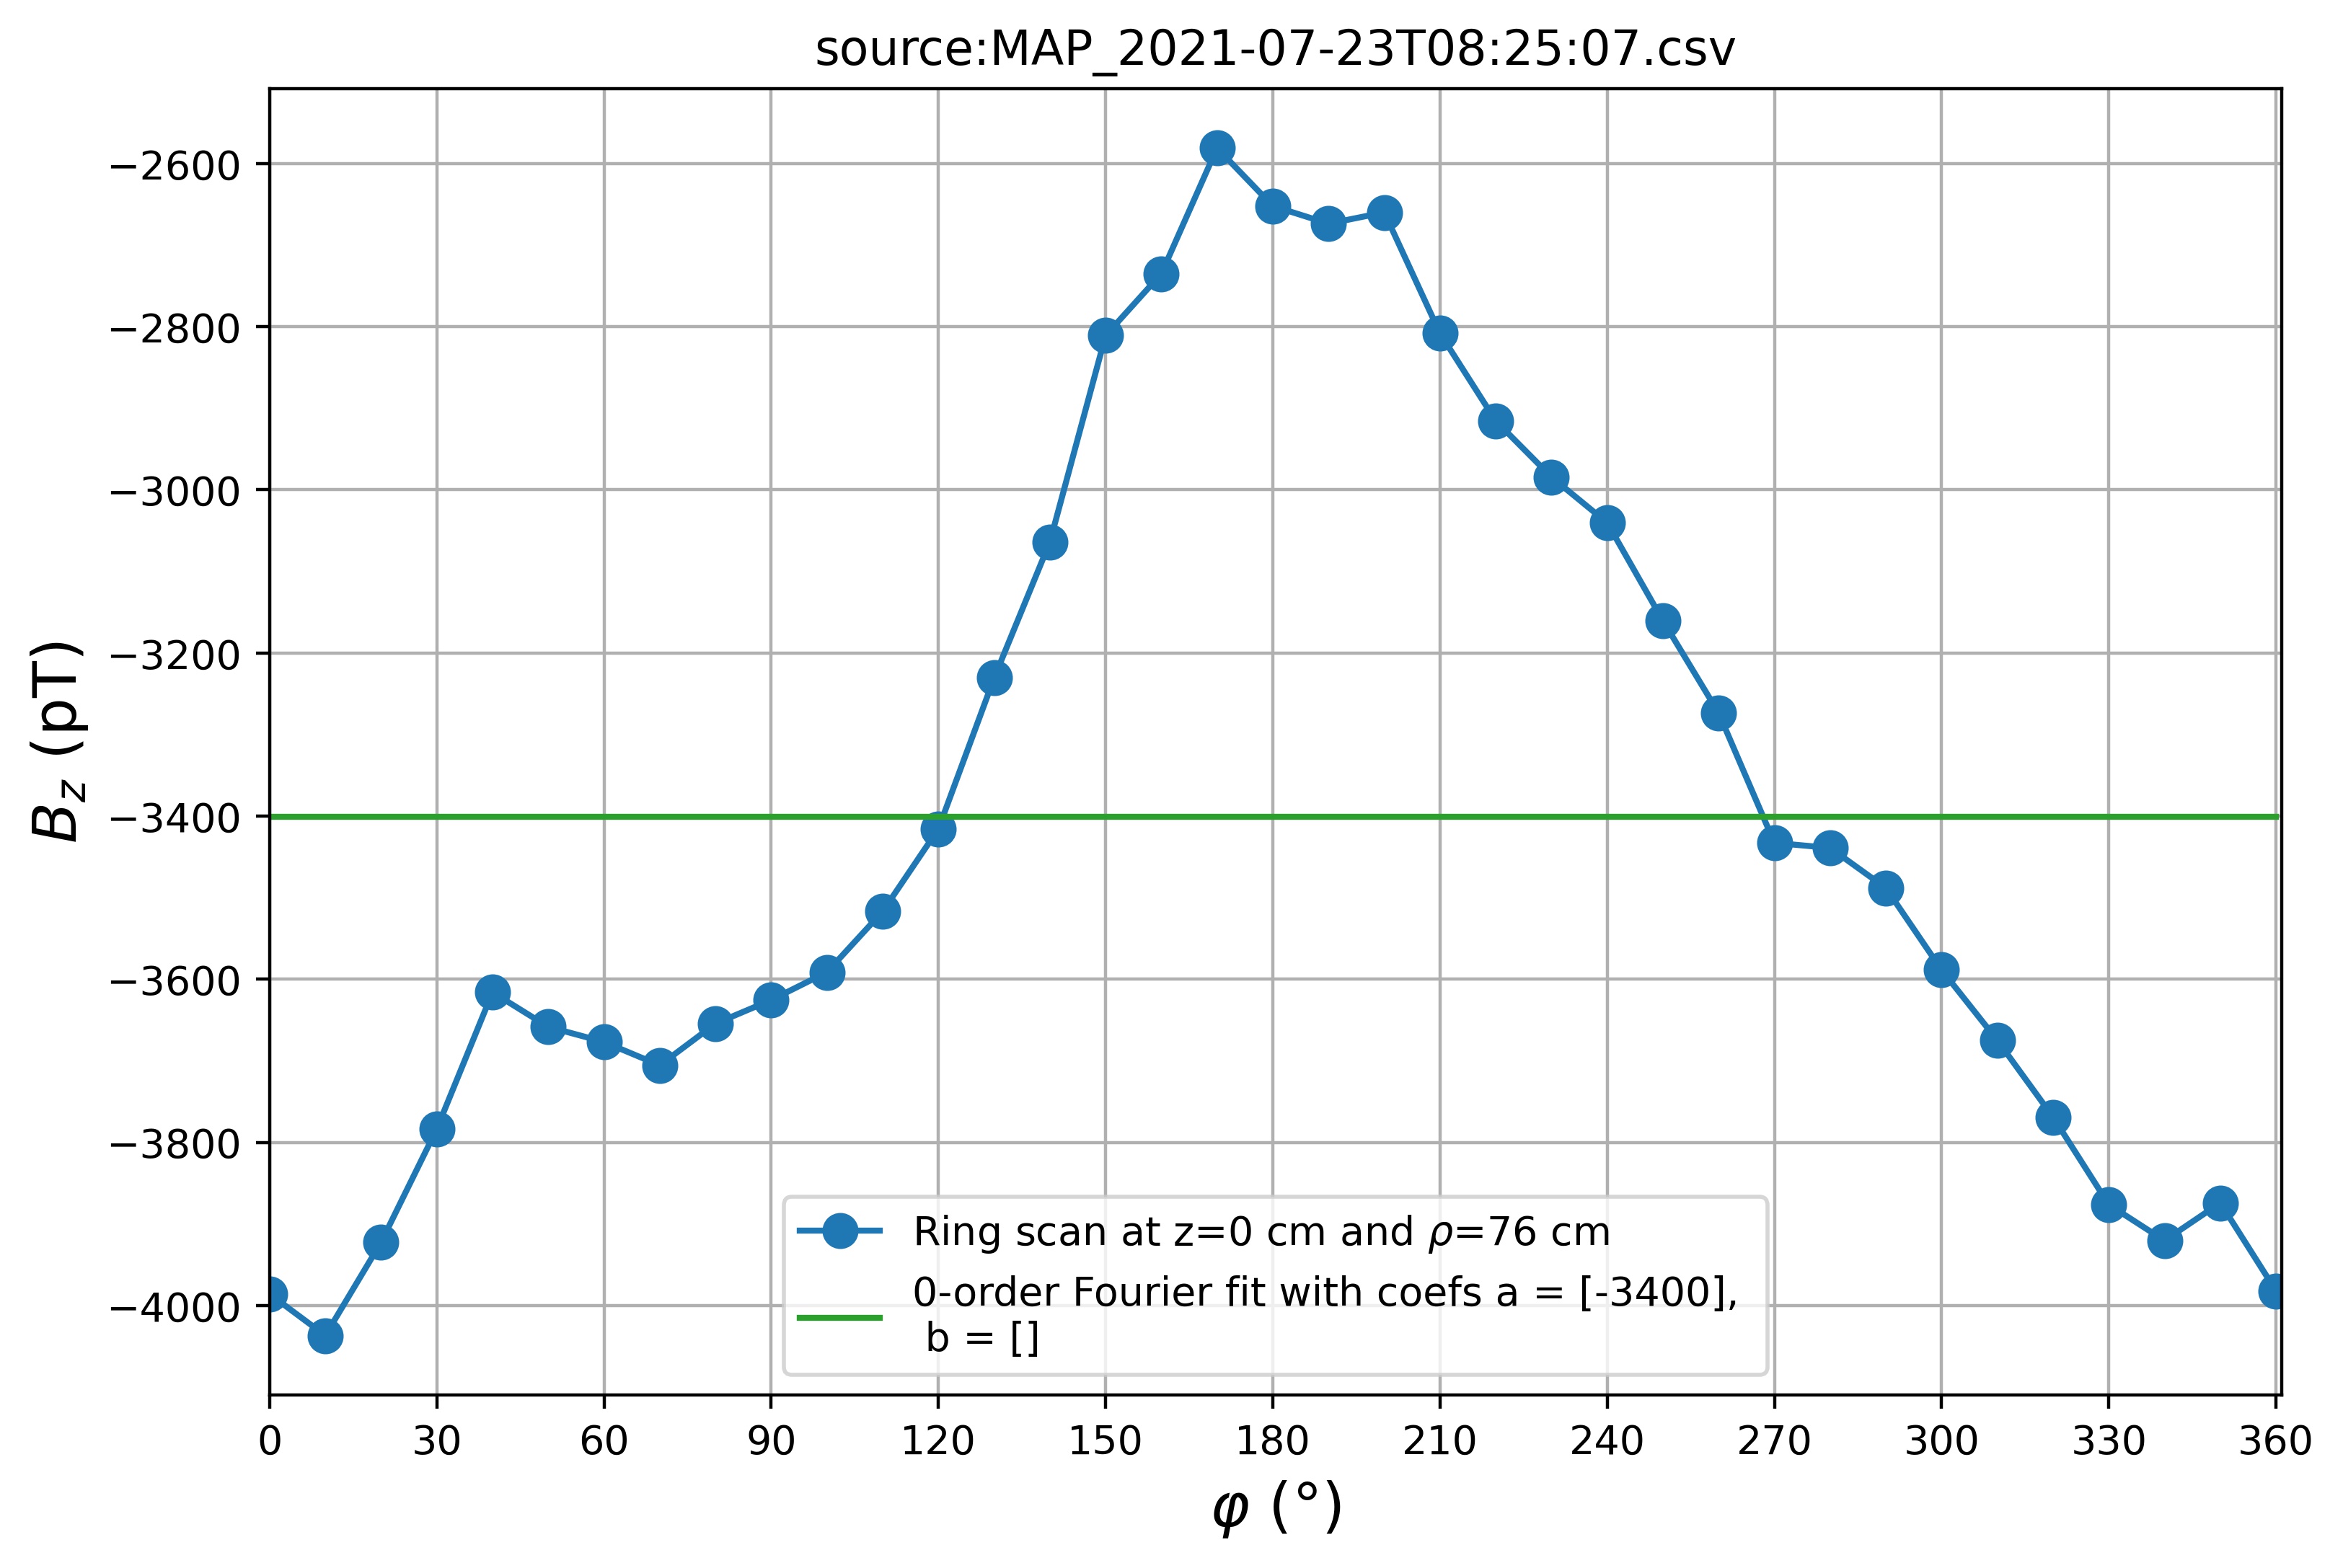 source:MAP_2021-07-23T08:25:07.csv
−2600
−2800
−3000
−3200
−3400
−3600
−3800
−4000
B_z (pT)
Ring scan at z=0 cm and ρ=76 cm
0-order Fourier fit with coefs a = [-3400],
b = []
0 30 60 90 120 150 180 210 240 270 300 330 360
φ (°)